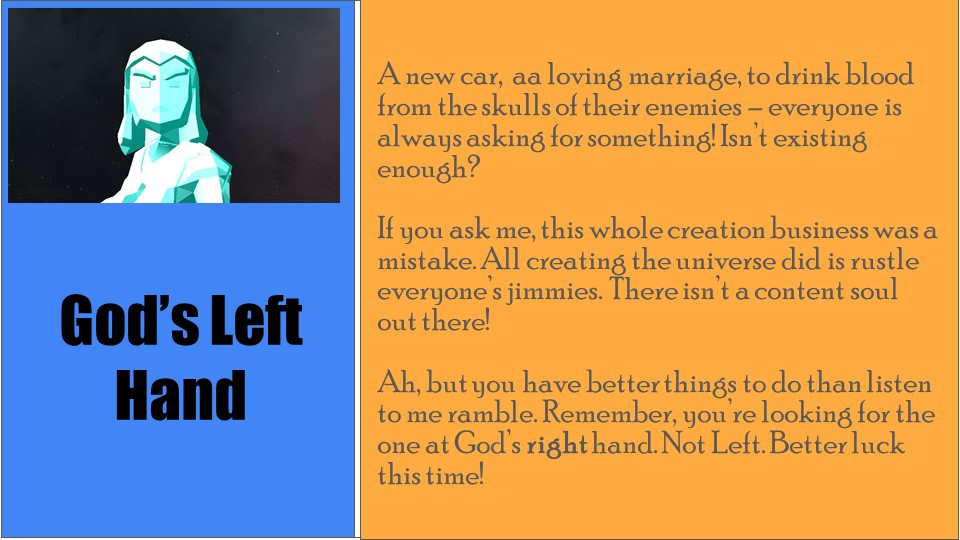 God's Left
Hand
A new car,  aa loving marriage, to drink blood
from the skulls of their enemies – everyone is
always asking for something! Isn't existing
enough?
If you ask me, this whole creation business was a
mistake. All creating the universe did is rustle
everyone's jimmies. There isn't a content soul
out there!
Ah, but you have better things to do than listen
to me ramble. Remember, you're looking for the
one at God's right hand. Not Left. Better luck
this time!